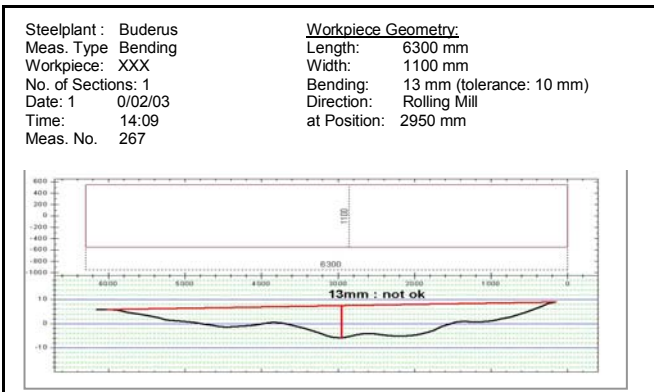 Steelplant : Buderus
Meas. Type Bending
Workpiece: XXX
No. of Sections: 1
Date: 1 0/02/03
Time: 14:09
Meas. No. 267
Workpiece Geometry:
Length: 6300 mm
Width: 1100 mm
Bending: 13 mm (tolerance: 10 mm)
Direction: Rolling Mill
at Position: 2950 mm
600
400
200
0
-200
-400
-600
-800
-1000
1100
6300
6000 5000 4000 3000 2000 1000 0
13mm : not ok
10
0
-10